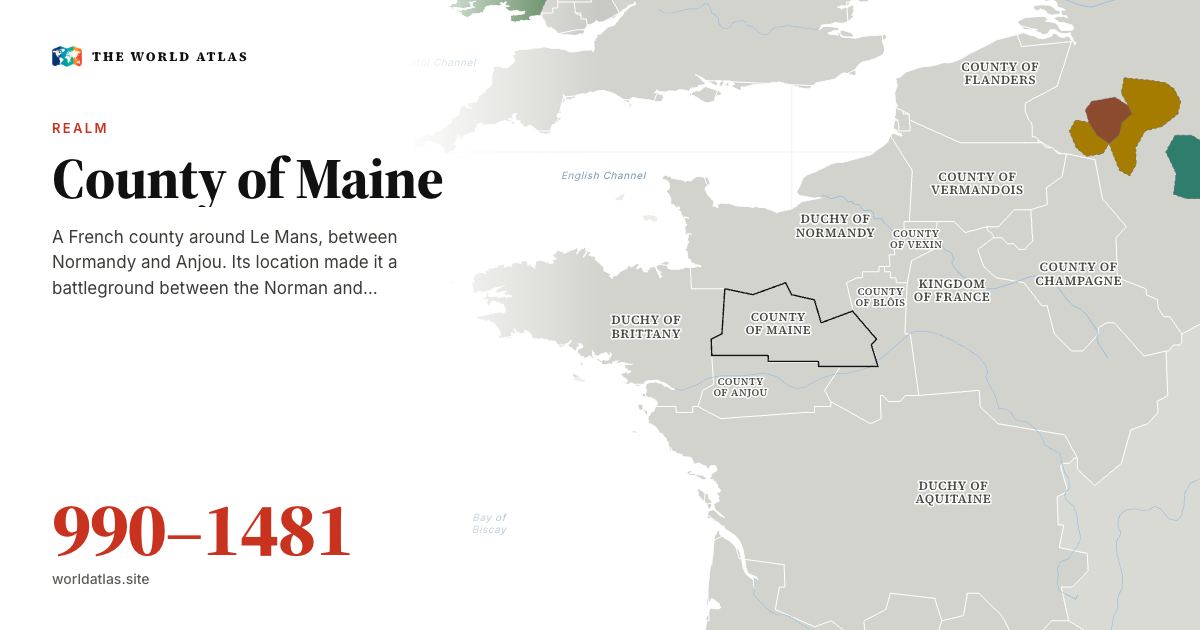 THE WORLD ATLAS
REALM
County of Maine
A French county around Le Mans, between
Normandy and Anjou. Its location made it a
battleground between the Norman and...
990–1481
worldatlas.site
Channel
English Channel
Bay of
Biscay
COUNTY OF
FLANDERS
COUNTY OF
VERMANDOIS
DUCHY OF
NORMANDY
COUNTY
OF VEXIN
COUNTY OF
CHAMPAGNE
KINGDOM
OF FRANCE
COUNTY
OF BLÔIS
DUCHY OF
BRITTANY
COUNTY
OF MAINE
COUNTY
OF ANJOU
DUCHY OF
AQUITAINE